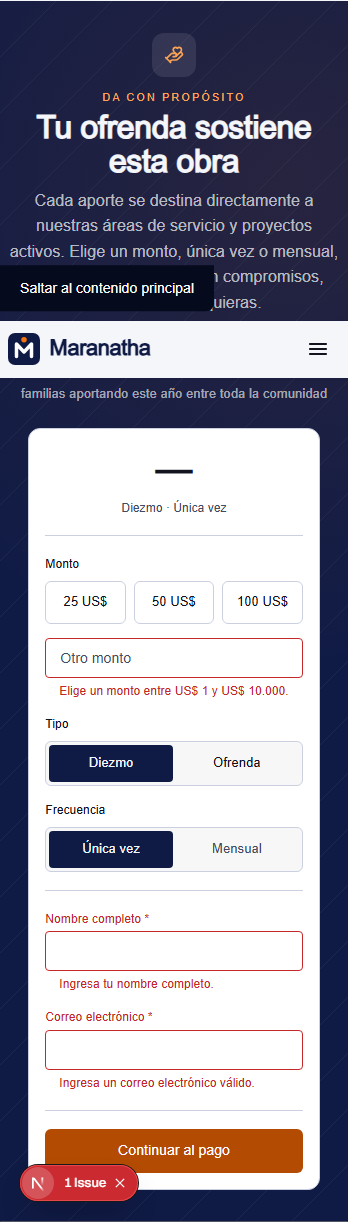 DA CON PROPÓSITO
Tu ofrenda sostiene
esta obra
Cada aporte se destina directamente a
nuestras áreas de servicio y proyectos
activos. Elige un monto, única vez o mensual,
compromisos,
Saltar al contenido principal
Maranatha
familias aportando este año entre toda la comunidad
Diezmo · Única vez
Monto
25 US$ 50 US$ 100 US$
Otro monto
Elige un monto entre US$ 1 y US$ 10.000.
Tipo
Diezmo Ofrenda
Frecuencia
Única vez Mensual
Nombre completo *
Ingresa tu nombre completo.
Correo electrónico *
Ingresa un correo electrónico válido.
Continuar al pago
N 1 Issue